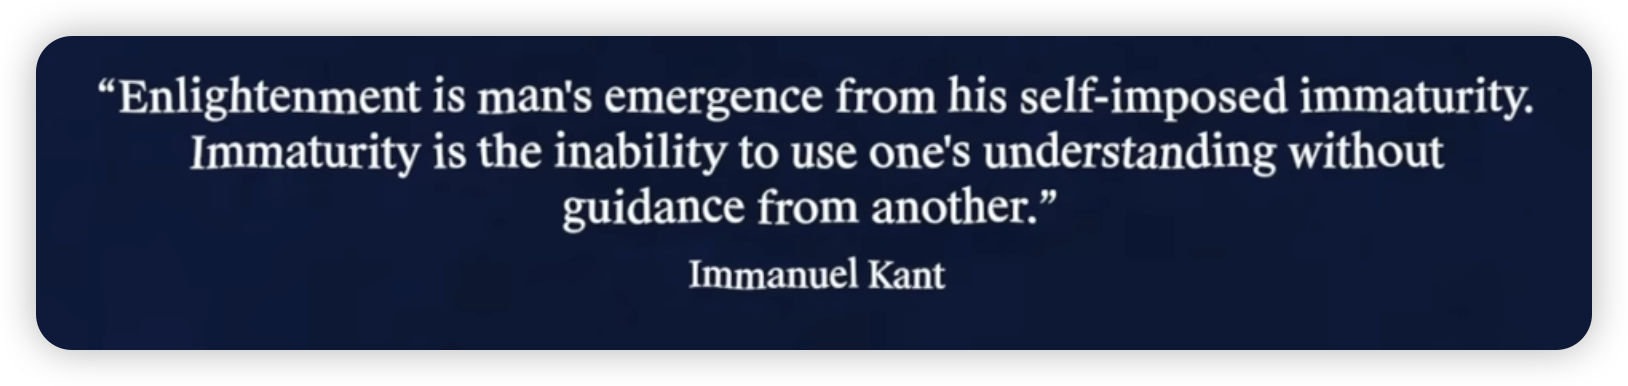 “Enlightenment is man's emergence from his self-imposed immaturity.
Immaturity is the inability to use one's understanding without
guidance from another.”
Immanuel Kant